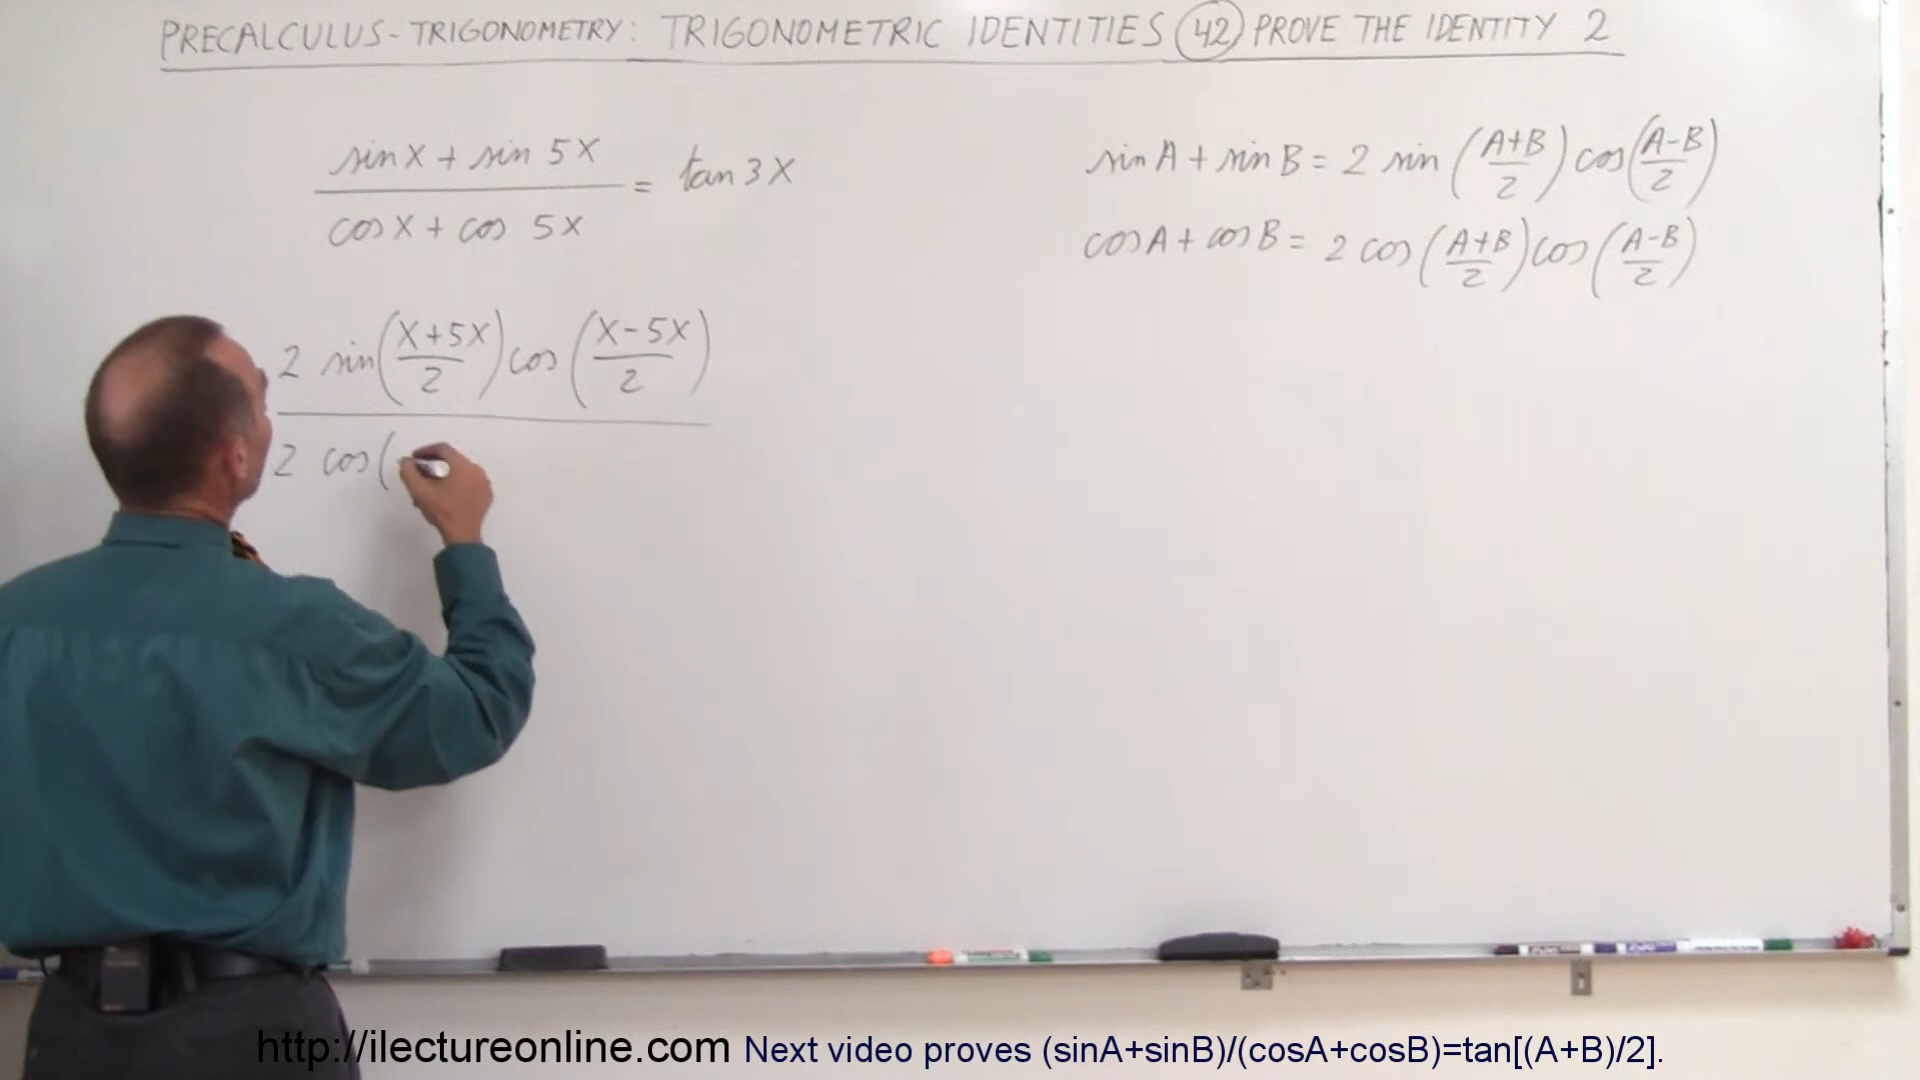 PRECALCULUS - TRIGONOMETRY: TRIGONOMETRIC IDENTITIES 42 PROVE THE IDENTITY 2
sin X + sin 5X / cos X + cos 5X = tan 3X
sin A + sin B = 2 sin (A+B/2) cos (A-B/2)
cos A + cos B = 2 cos (A+B/2) cos (A-B/2)
2 sin (X+5X/2) cos (X-5X/2)
2 cos (
http://ilectureonline.com Next video proves (sinA+sinB)/(cosA+cosB)=tan[(A+B)/2].